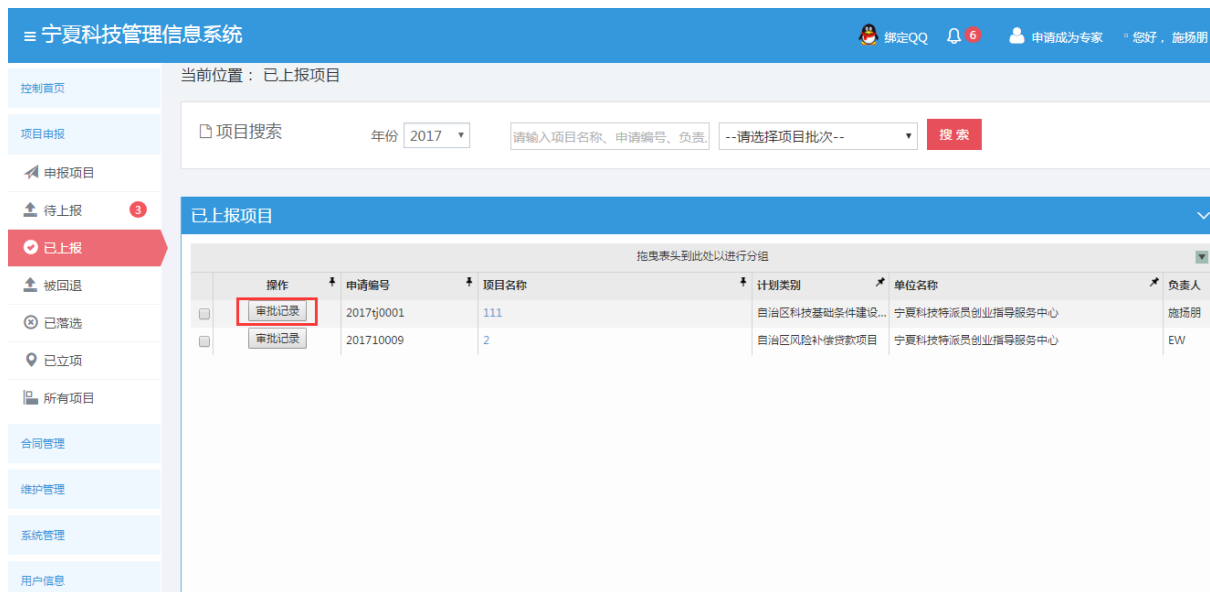 ≡ 宁夏科技管理信息系统
绑定QQ 6 申请成为专家 您好，施扬朋
控制首页
项目申报
申报项目
待上报 3
已上报
被回退
已落选
已立项
所有项目
合同管理
维护管理
系统管理
用户信息
当前位置： 已上报项目
项目搜索 年份 2017 请输入项目名称、申请编号、负责. --请选择项目批次-- 搜 索
已上报项目
拖曳表头到此处以进行分组
操作 申请编号 项目名称 计划类别 单位名称 负责人
审批记录 2017tj0001 111 自治区科技基础条件建设... 宁夏科技特派员创业指导服务中心 施扬朋
审批记录 201710009 2 自治区风险补偿贷款项目 宁夏科技特派员创业指导服务中心 EW